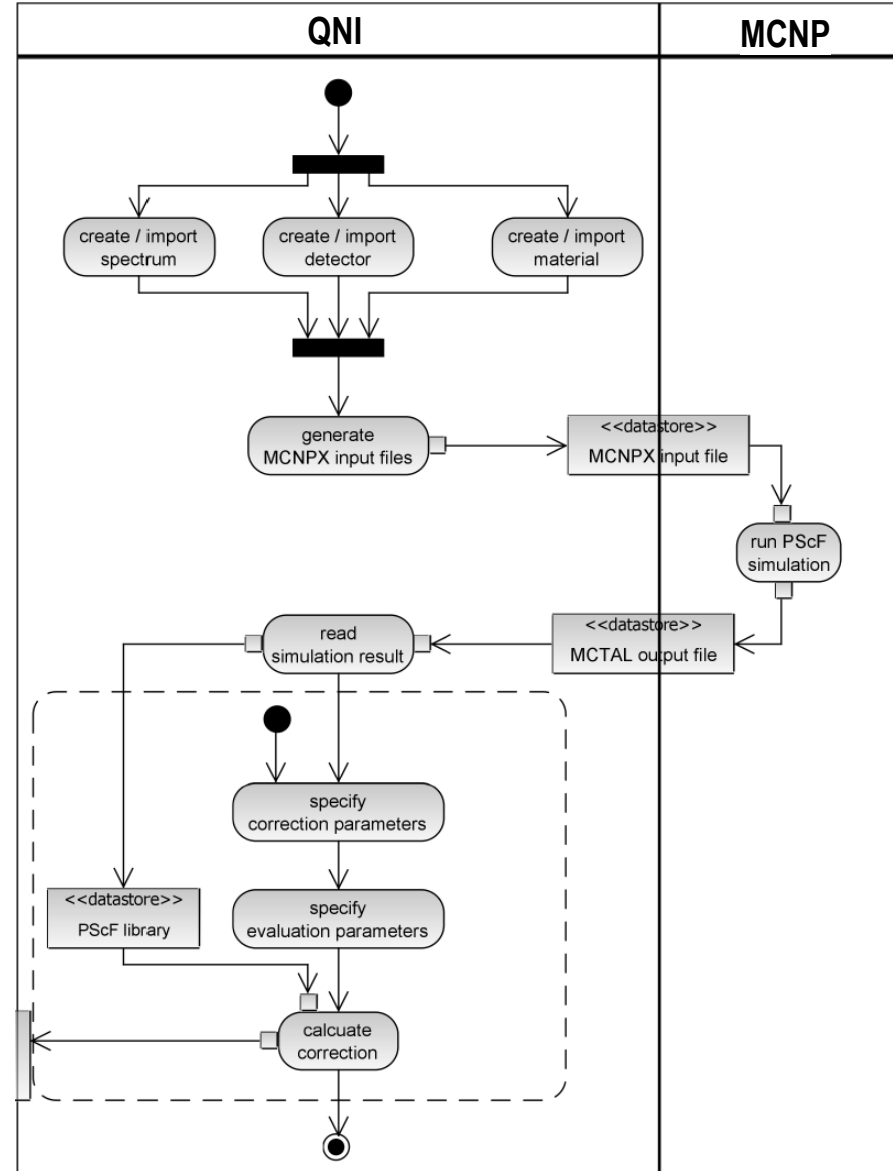 QNI
MCNP
create / import
spectrum
create / import
detector
create / import
material
generate
MCNPX input files
<<datastore>>
MCNPX input file
run PScF
simulation
<<datastore>>
MCTAL output file
read
simulation result
specify
correction parameters
<<datastore>>
PScF library
specify
evaluation parameters
calcuate
correction